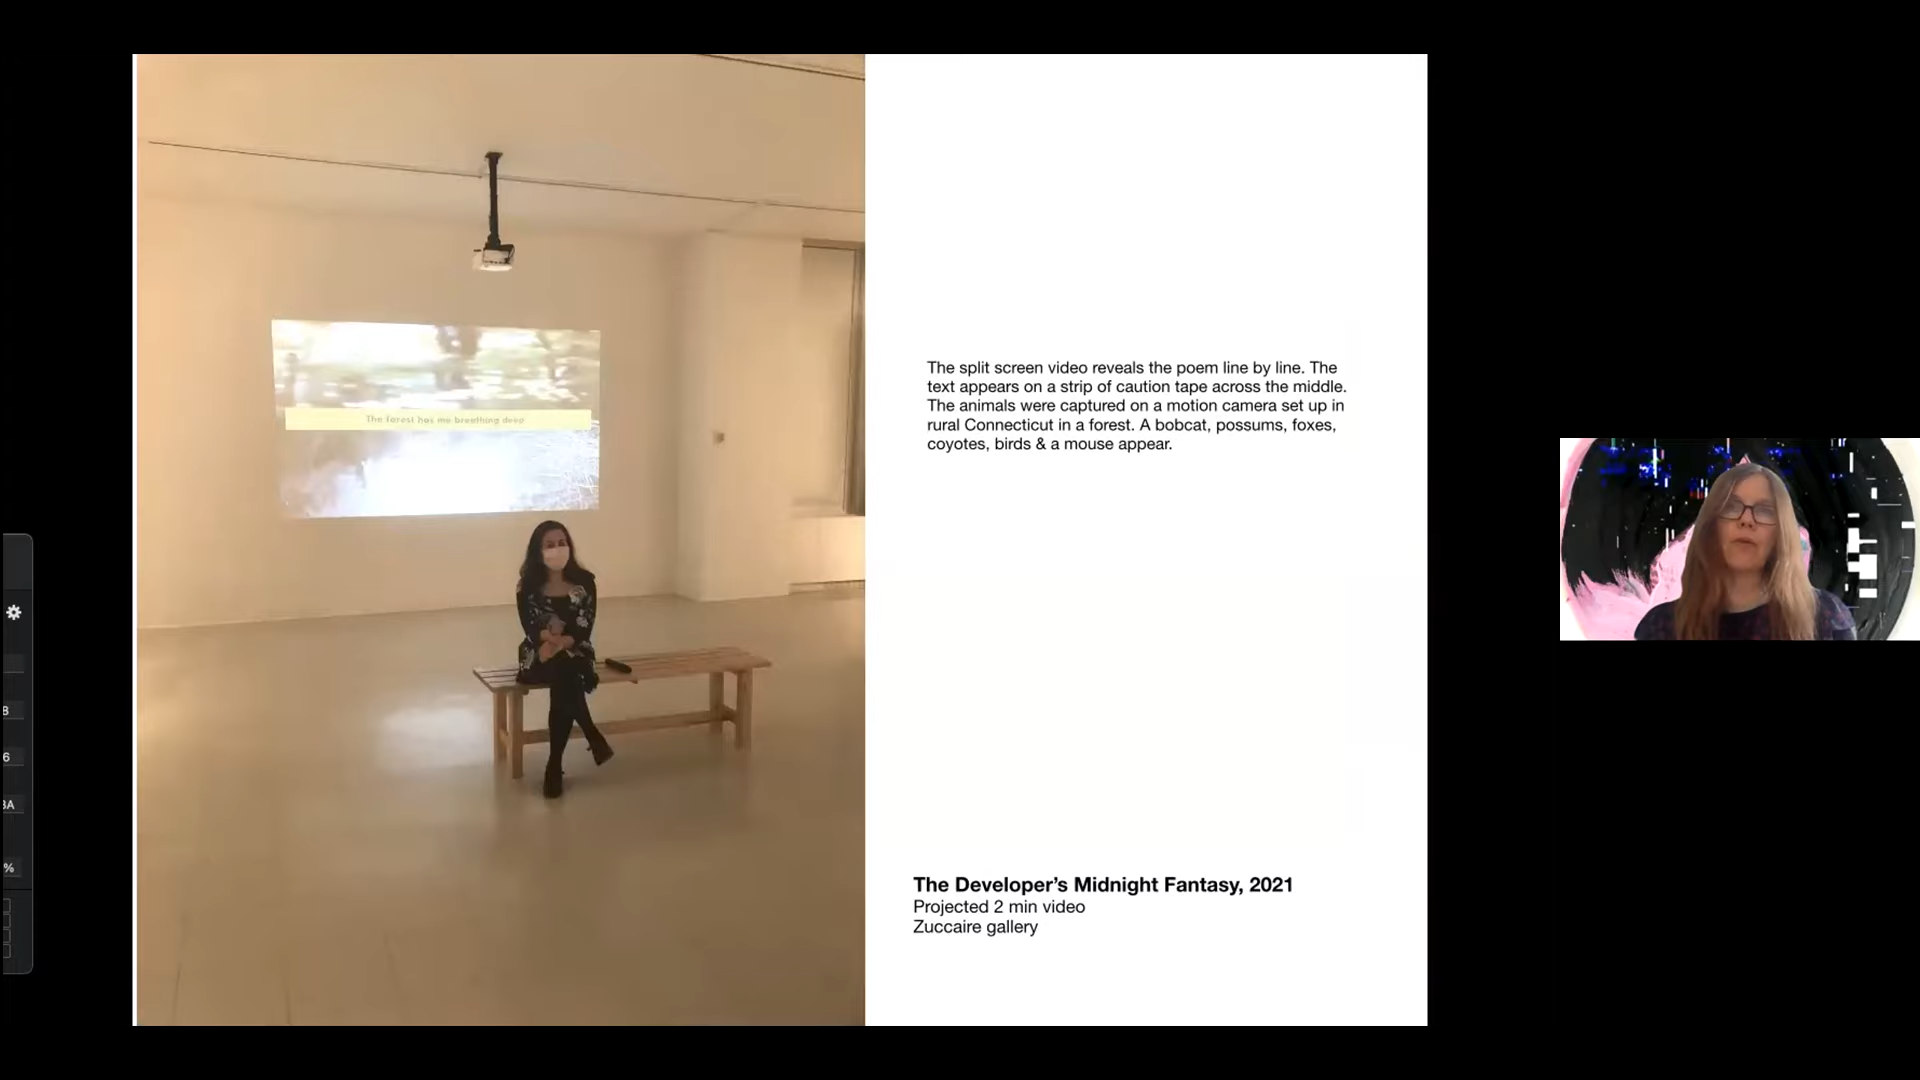 The forest has me breathing deep
The split screen video reveals the poem line by line. The
text appears on a strip of caution tape across the middle.
The animals were captured on a motion camera set up in
rural Connecticut in a forest. A bobcat, possums, foxes,
coyotes, birds & a mouse appear.
The Developer’s Midnight Fantasy, 2021
Projected 2 min video
Zuccaire gallery
B
6
%